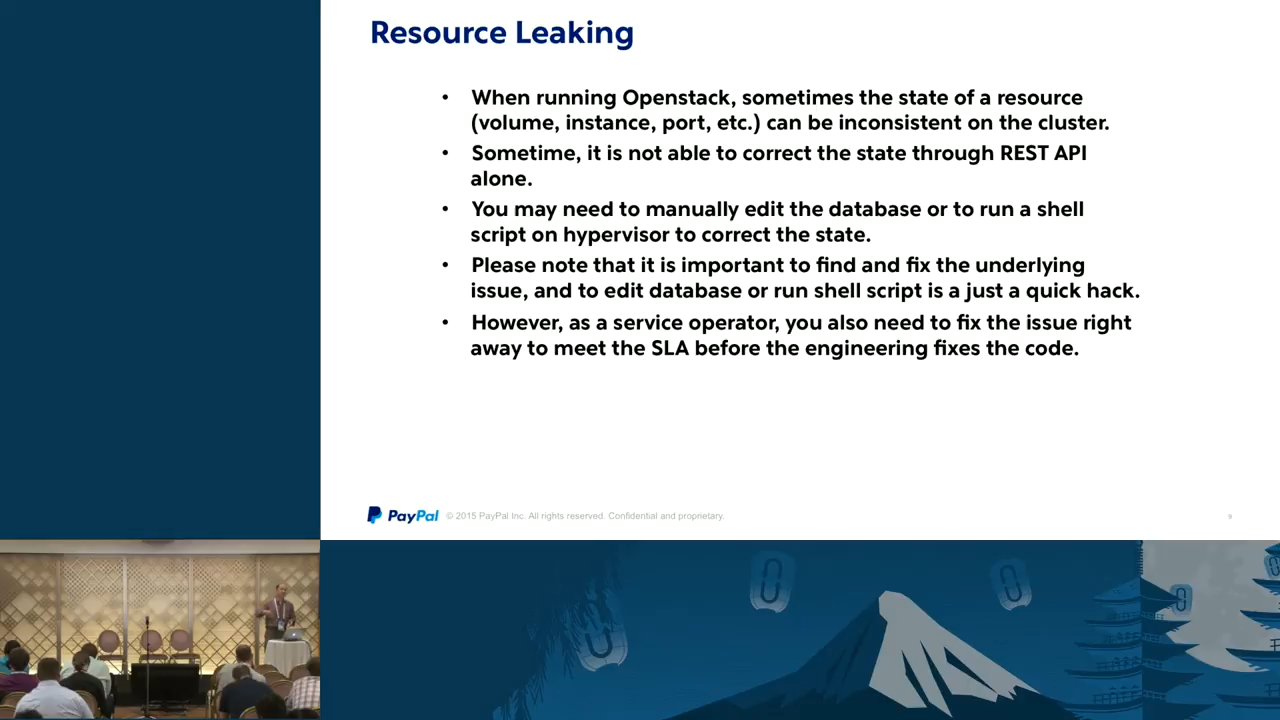 Resource Leaking
• When running Openstack, sometimes the state of a resource
(volume, instance, port, etc.) can be inconsistent on the cluster.
• Sometime, it is not able to correct the state through REST API
alone.
• You may need to manually edit the database or to run a shell
script on hypervisor to correct the state.
• Please note that it is important to find and fix the underlying
issue, and to edit database or run shell script is a just a quick hack.
• However, as a service operator, you also need to fix the issue right
away to meet the SLA before the engineering fixes the code.
PayPal © 2015 PayPal Inc. All rights reserved. Confidential and proprietary. 9